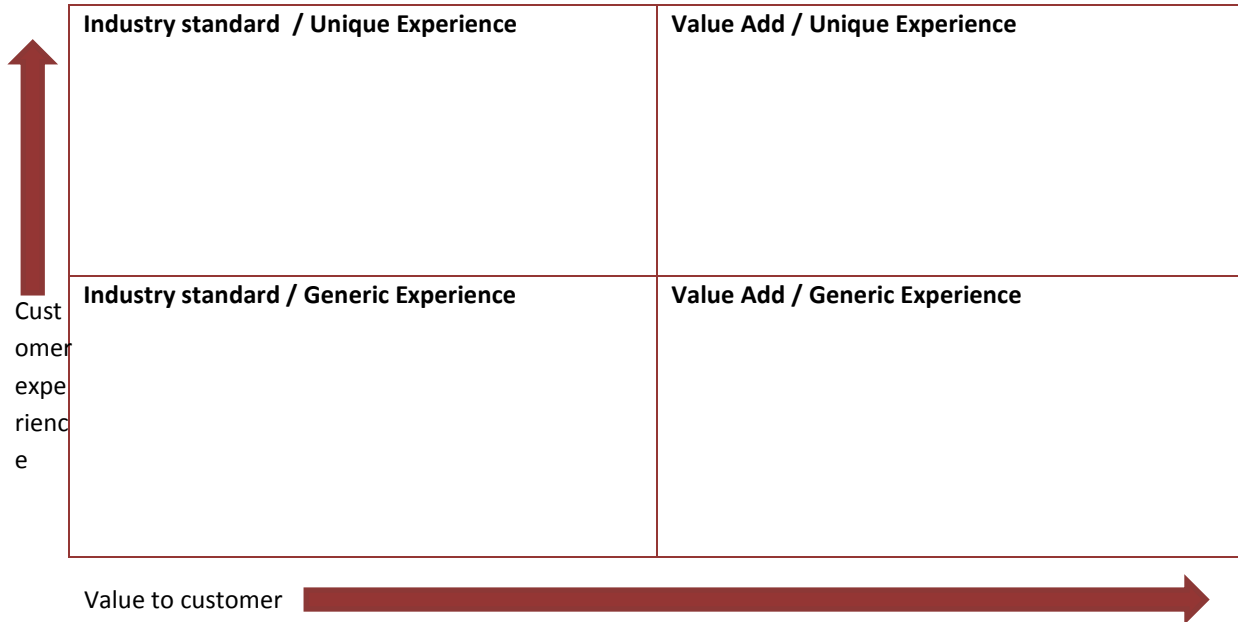 Industry standard  / Unique Experience
Value Add / Unique Experience
Industry standard / Generic Experience
Value Add / Generic Experience
Cust
omer
expe
rienc
e
Value to customer